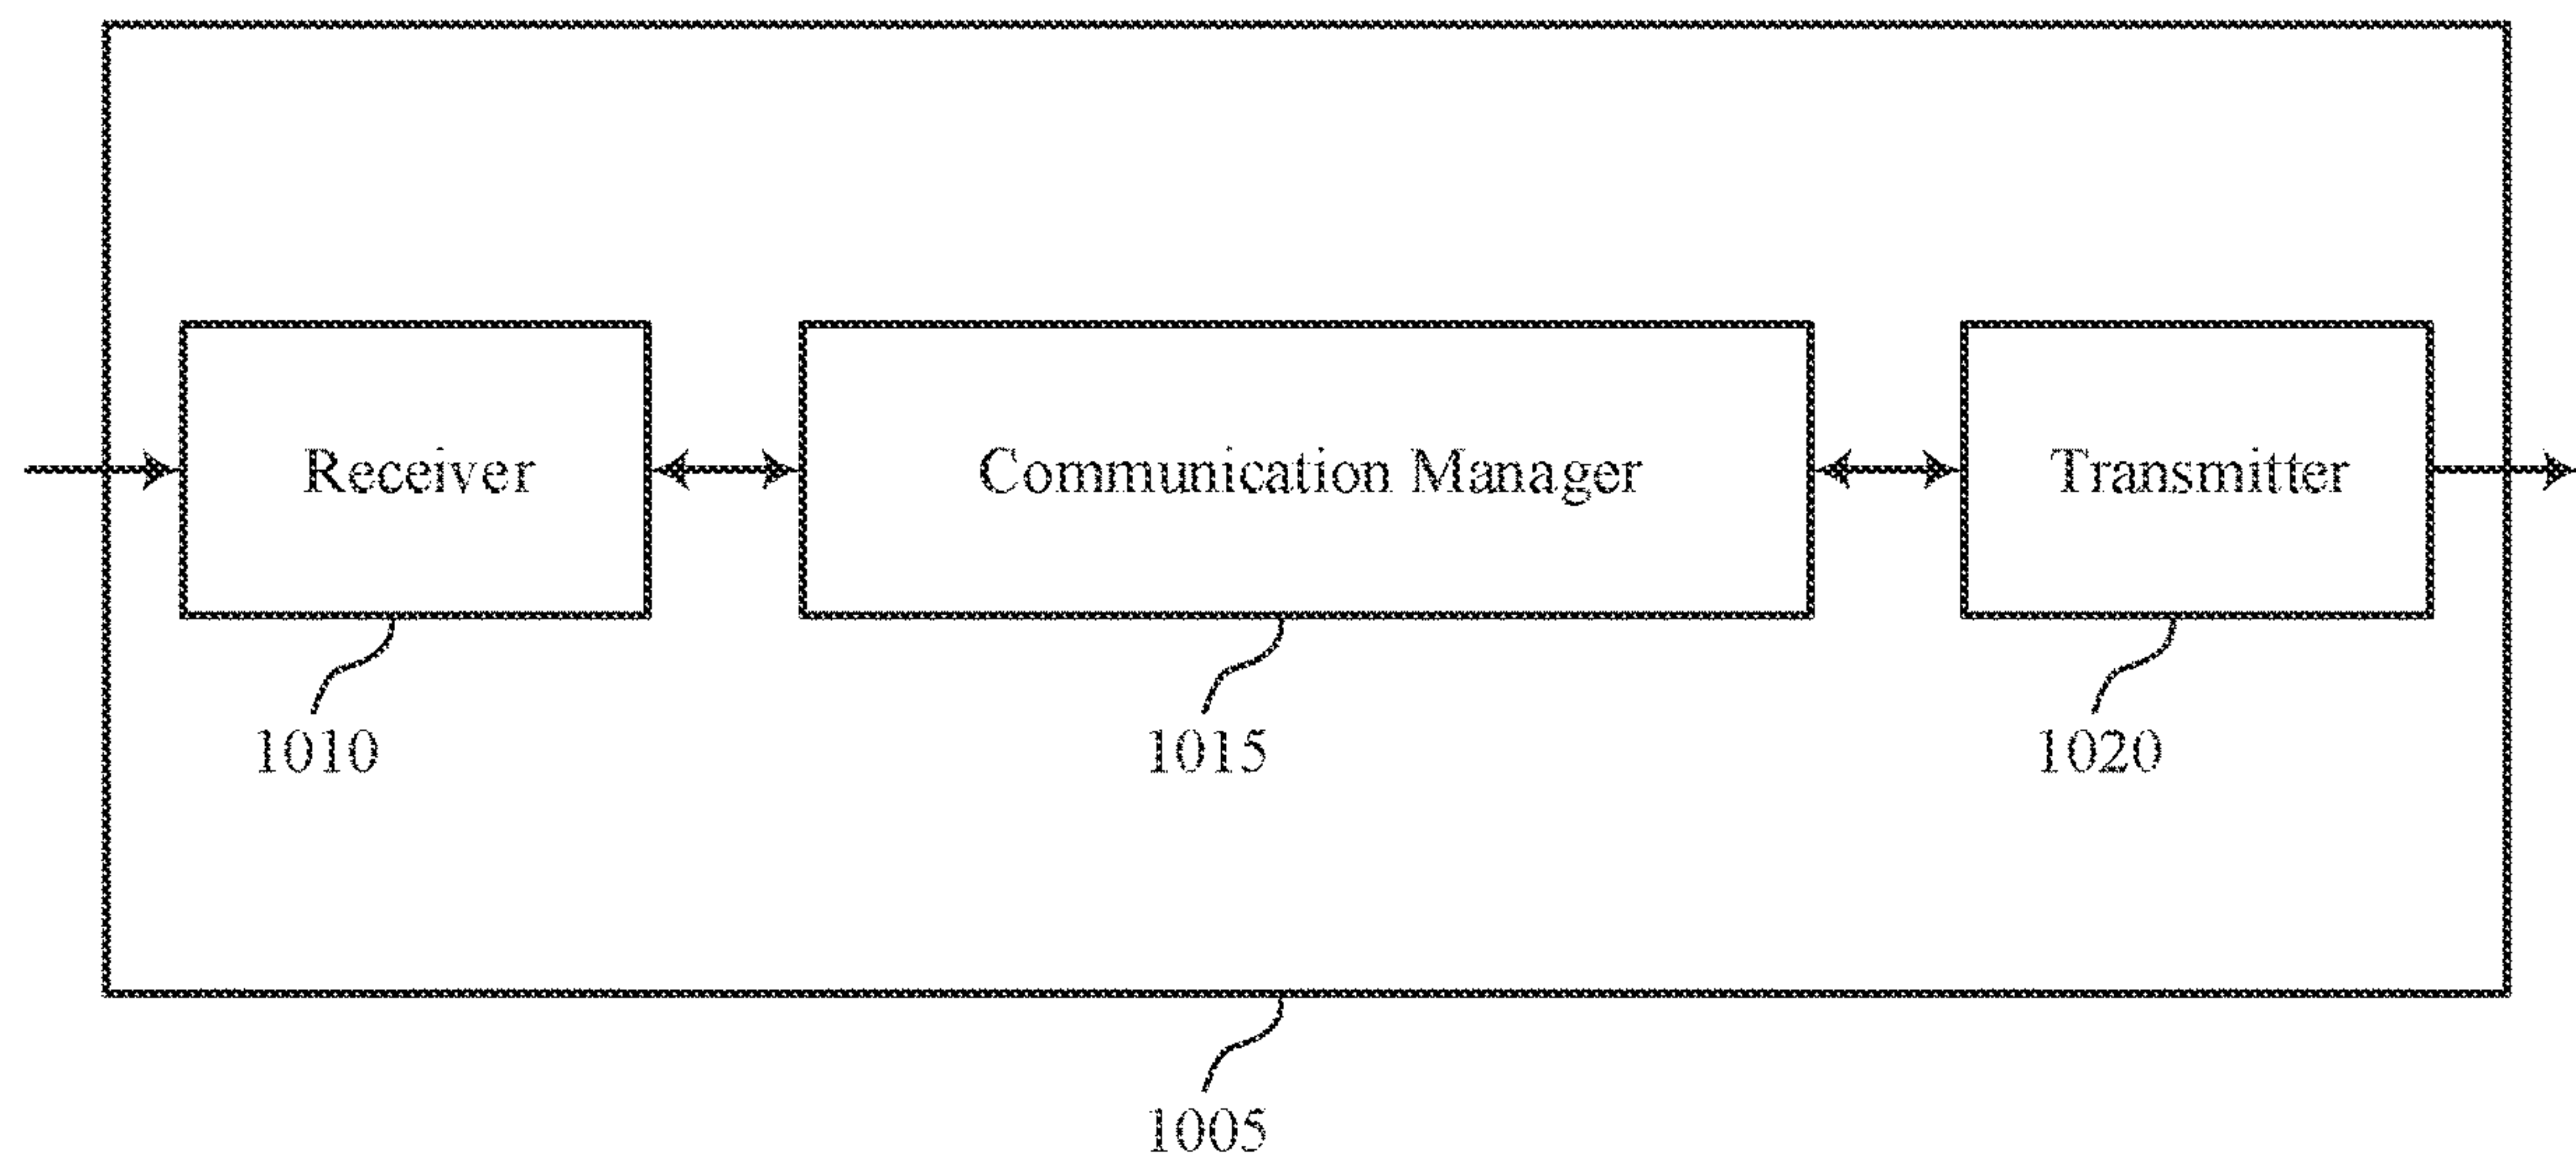 Receiver
Communication Manager
Transmitter
1010
1015
1020
1005